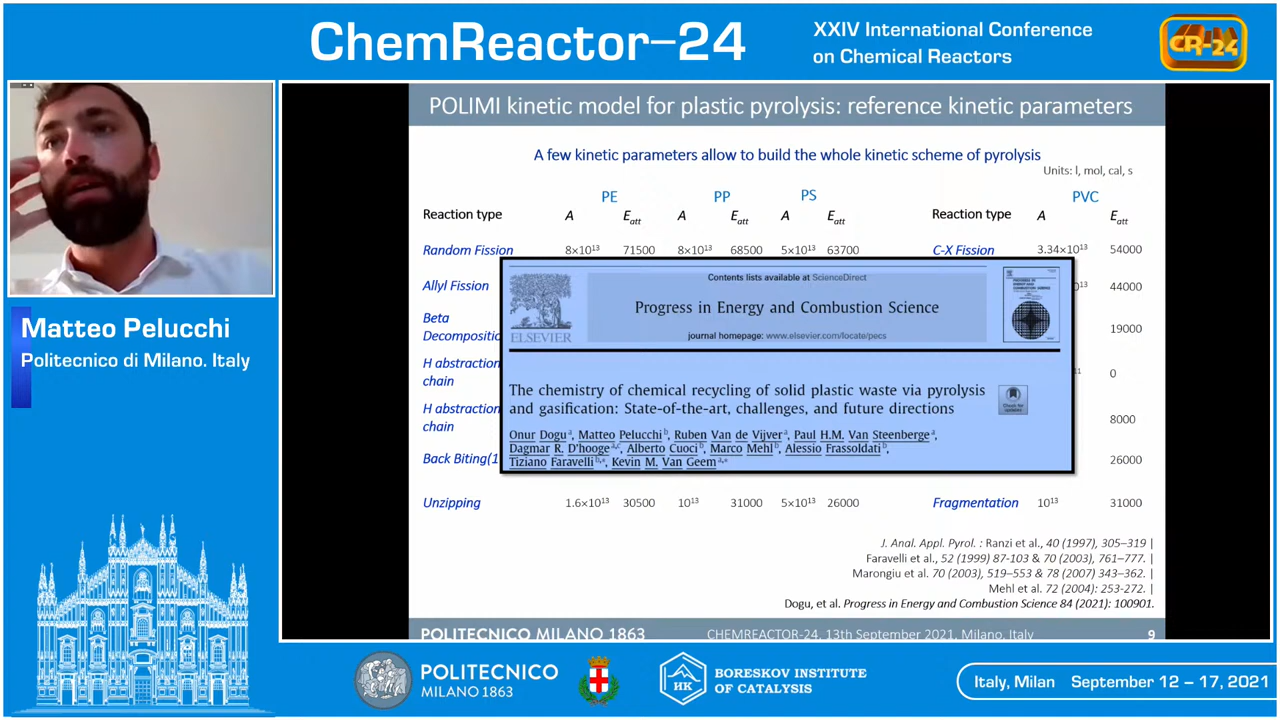 ChemReactor–24
XXIV International Conference
on Chemical Reactors
CR-24
POLIMI kinetic model for plastic pyrolysis: reference kinetic parameters
A few kinetic parameters allow to build the whole kinetic scheme of pyrolysis
Units: l, mol, cal, s
PE PP PS PVC
Reaction type A Eatt A Eatt A Eatt Reaction type A Eatt
Random Fission 8×10¹³ 71500 8×10¹³ 68500 5×10¹³ 63700 C-X Fission 3.34×10¹³ 54000
Allyl Fission 44000
Beta
Decompositic 19000
H abstraction
chain 0
H abstraction
chain 8000
Back Biting(1 26000
Unzipping 1.6×10¹³ 30500 10¹³ 31000 5×10¹³ 26000 Fragmentation 10¹³ 31000
Contents lists available at ScienceDirect
Progress in Energy and Combustion Science
ELSEVIER
journal homepage: www.elsevier.com/locate/pecs
The chemistry of chemical recycling of solid plastic waste via pyrolysis
and gasification: State-of-the-art, challenges, and future directions
Onur Dogu a, Matteo Pelucchi b, Ruben Van de Vijver a, Paul H.M. Van Steenberge a,
Dagmar R. D'hooge a,c, Alberto Cuoci b, Marco Mehl b, Alessio Frassoldati b,
Tiziano Faravelli b,*, Kevin M. Van Geem a,*
J. Anal. Appl. Pyrol. : Ranzi et al., 40 (1997), 305–319 |
Faravelli et al., 52 (1999) 87-103 & 70 (2003), 761–777. |
Marongiu et al. 70 (2003), 519–553 & 78 (2007) 343–362. |
Mehl et al. 72 (2004): 253-272. |
Dogu, et al. Progress in Energy and Combustion Science 84 (2021): 100901.
POLITECNICO MILANO 1863 CHEMREACTOR-24, 13th September 2021, Milano, Italy 9
Matteo Pelucchi
Politecnico di Milano. Italy
POLITECNICO
MILANO 1863
НК
BORESKOV INSTITUTE
OF CATALYSIS
Italy, Milan September 12 – 17, 2021